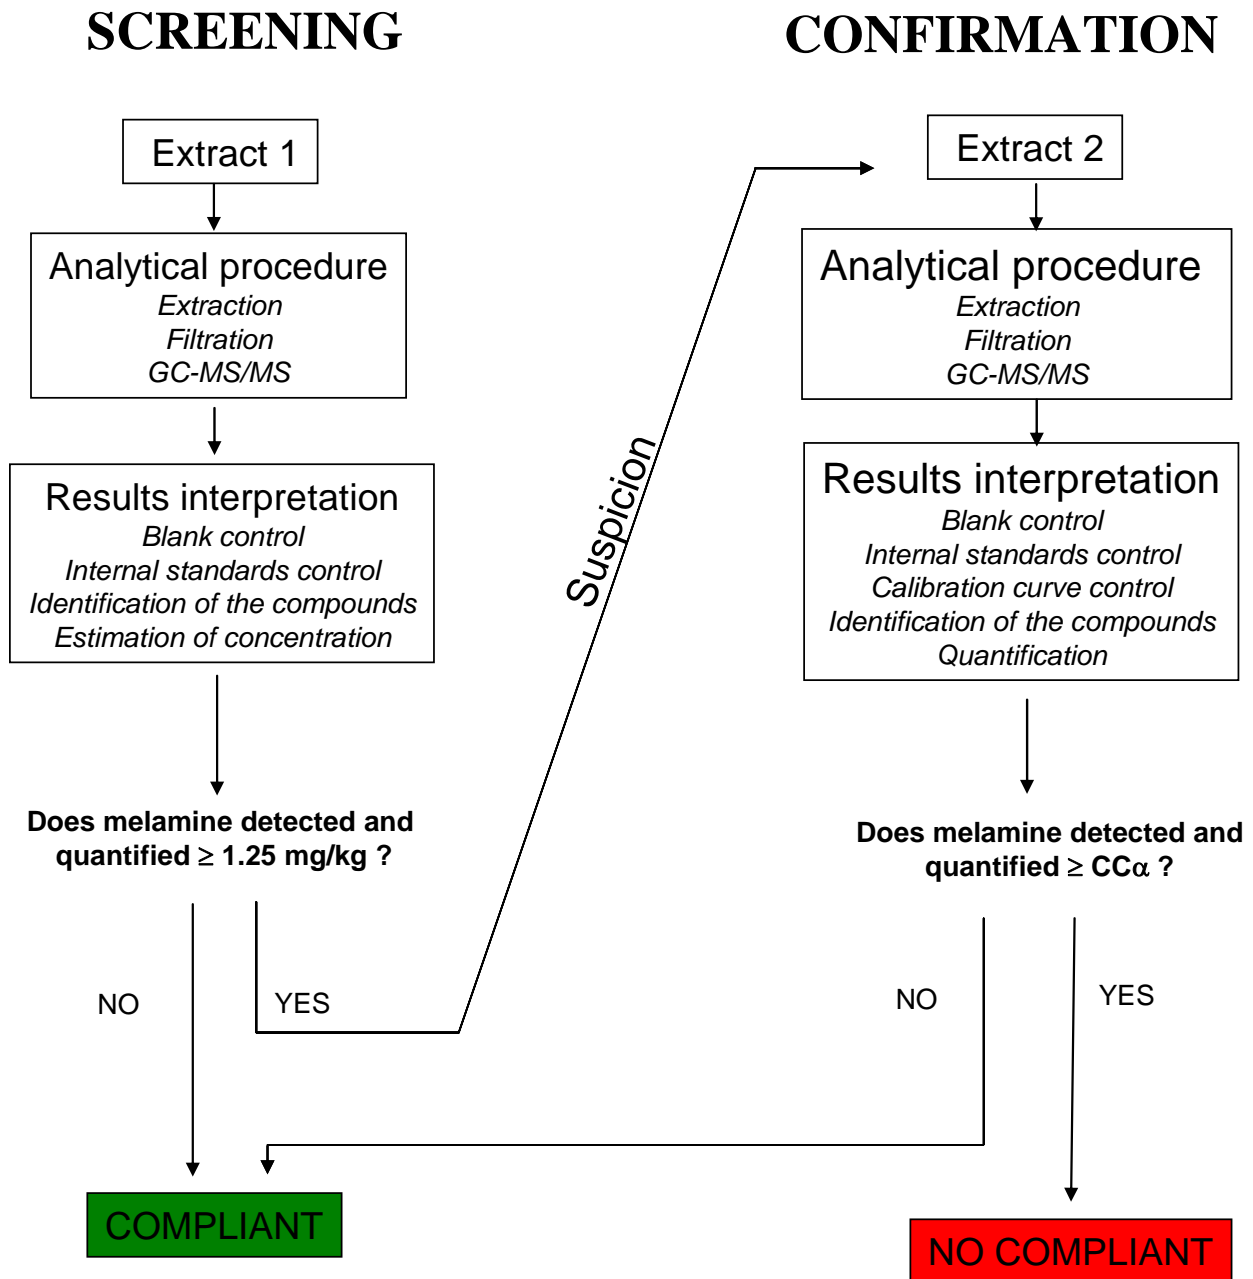 SCREENING
Extract 1
Analytical procedure
Extraction
Filtration
GC-MS/MS
Results interpretation
Blank control
Internal standards control
Identification of the compounds
Estimation of concentration
Does melamine detected and
quantified ≥ 1.25 mg/kg ?
NO
YES
COMPLIANT
Suspicion
CONFIRMATION
Extract 2
Analytical procedure
Extraction
Filtration
GC-MS/MS
Results interpretation
Blank control
Internal standards control
Calibration curve control
Identification of the compounds
Quantification
Does melamine detected and
quantified ≥ CCα ?
NO
YES
NO COMPLIANT